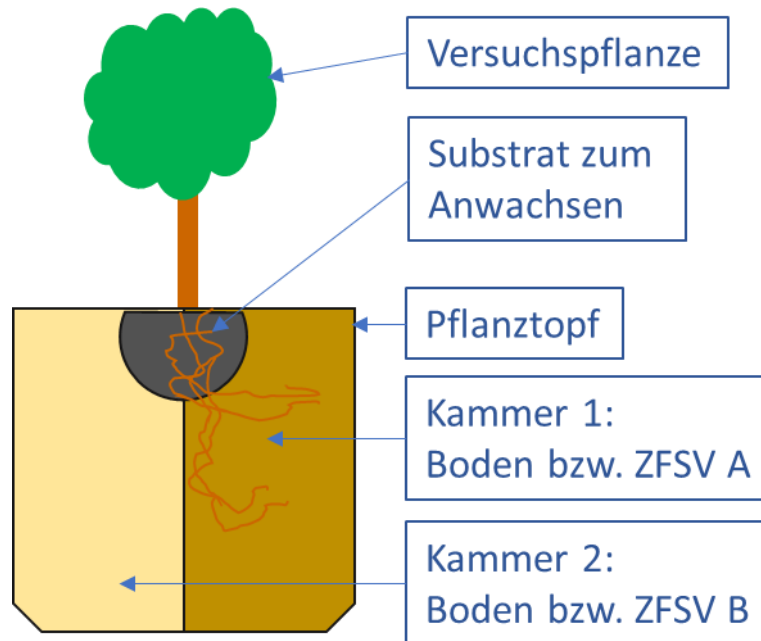 Versuchspflanze
Substrat zum
Anwachsen
Pflanztopf
Kammer 1:
Boden bzw. ZFSV A
Kammer 2:
Boden bzw. ZFSV B